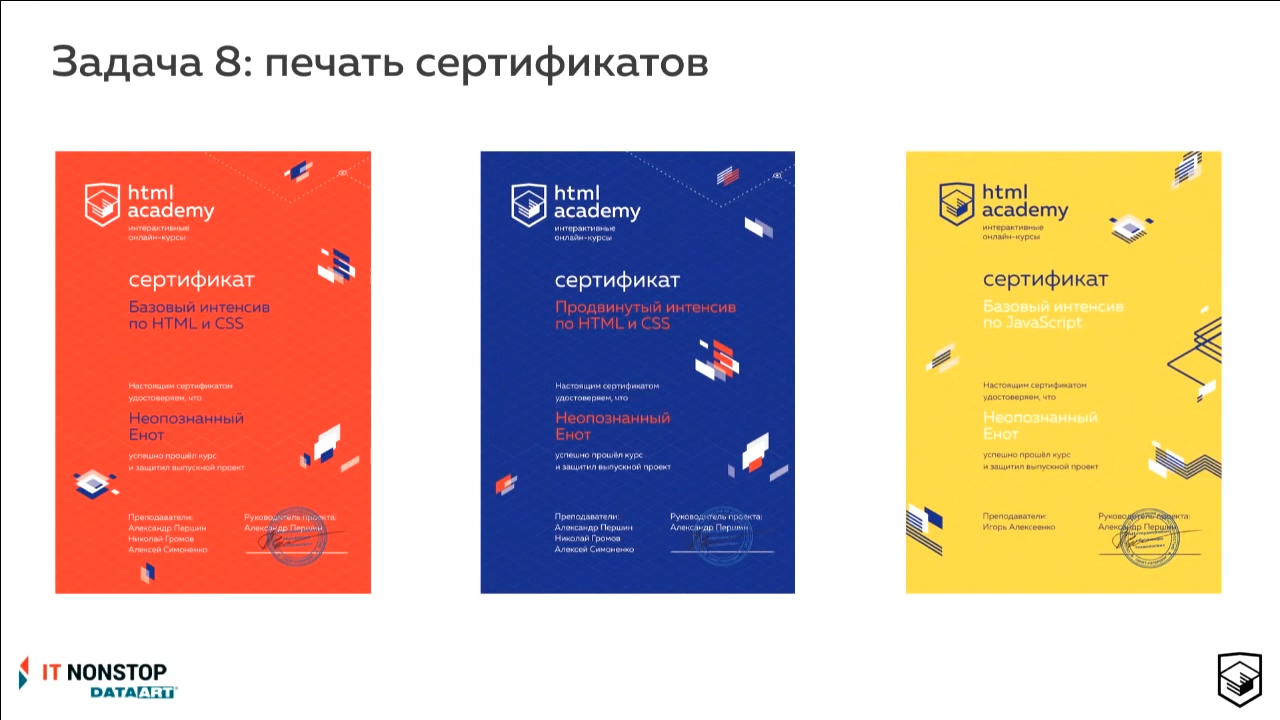 Задача 8: печать сертификатов
html
academy
интерактивные
онлайн-курсы
сертификат
Базовый интенсив
по HTML и CSS
Настоящим сертификатом
удостоверяем, что
Неопознанный
Енот
успешно прошёл курс
и защитил выпускной проект
Преподаватели:
Александр Першин
Николай Громов
Алексей Симоненко
Руководитель проекта:
Александр Першин
html
academy
интерактивные
онлайн-курсы
сертификат
Продвинутый интенсив
по HTML и CSS
Настоящим сертификатом
удостоверяем, что
Неопознанный
Енот
успешно прошёл курс
и защитил выпускной проект
Преподаватели:
Александр Першин
Николай Громов
Алексей Симоненко
Руководитель проекта:
Александр Першин
html
academy
интерактивные
онлайн-курсы
сертификат
Базовый интенсив
по JavaScript
Настоящим сертификатом
удостоверяем, что
Неопознанный
Енот
успешно прошёл курс
и защитил выпускной проект
Преподаватели:
Игорь Алексеенко
Руководитель проекта:
Александр Першин
IT NONSTOP
DATAART